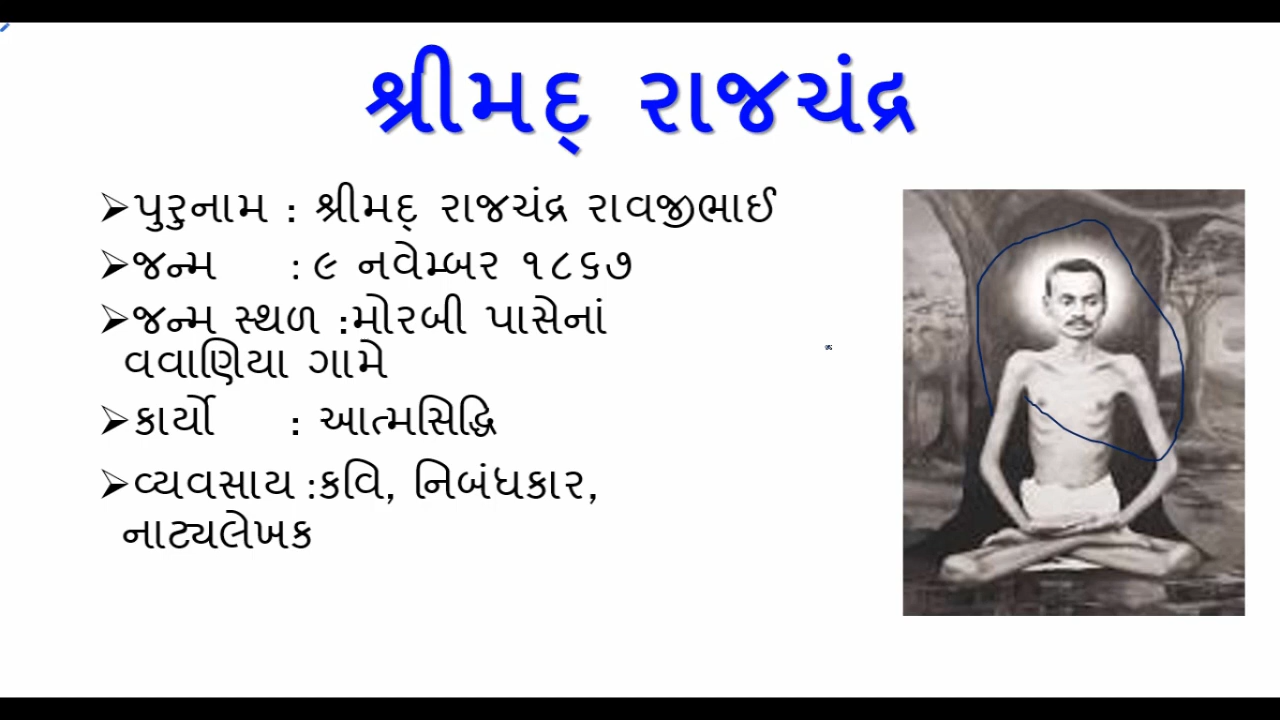 શ્રીમદ્ રાજચંદ્ર
➢પુરુનામ : શ્રીમદ્ રાજચંદ્ર રાવજીભાઈ
➢જન્મ : ૯ નવેમ્બર ૧૮૬૭
➢જન્મ સ્થળ :મોરબી પાસેનાં
વવાણિયા ગામે
➢કાર્યો : આત્મસિદ્ધિ
➢વ્યવસાય :કવિ, નિબંધકાર,
નાટ્યલેખક